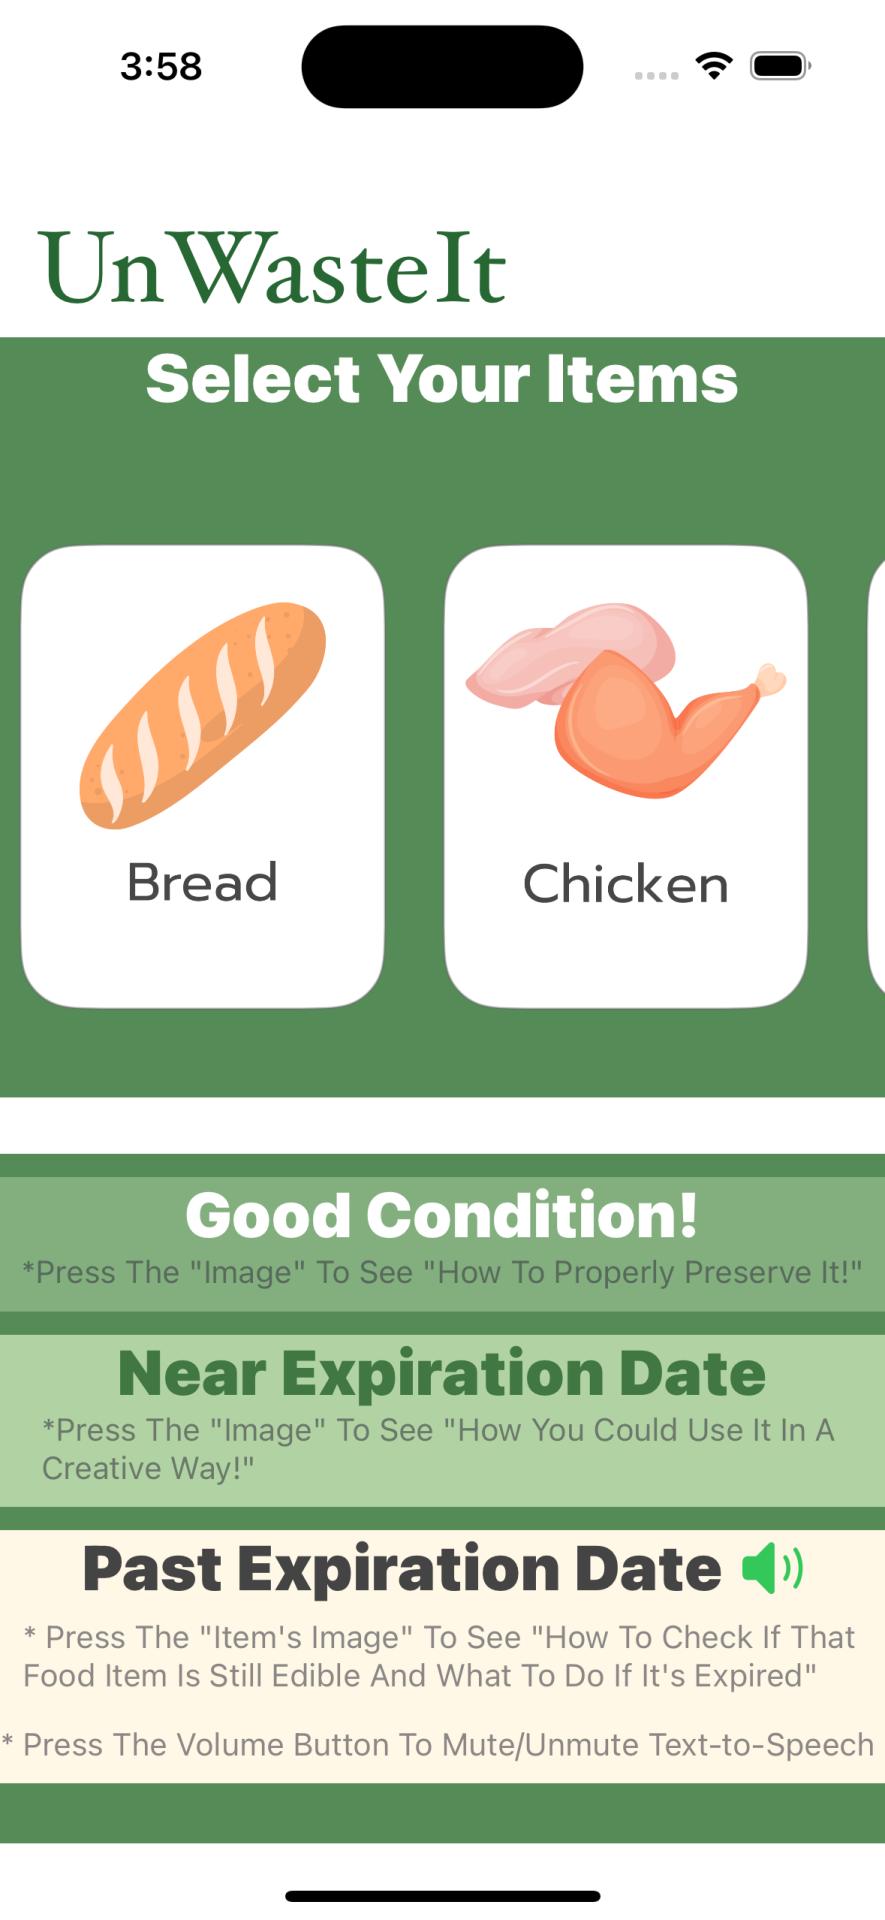 3:58
UnWasteIt
Select Your Items
Bread
Chicken
Good Condition!
*Press The "Image" To See "How To Properly Preserve It!"
Near Expiration Date
*Press The "Image" To See "How You Could Use It In A
Creative Way!"
Past Expiration Date
* Press The "Item's Image" To See "How To Check If That
Food Item Is Still Edible And What To Do If It's Expired"
* Press The Volume Button To Mute/Unmute Text-to-Speech